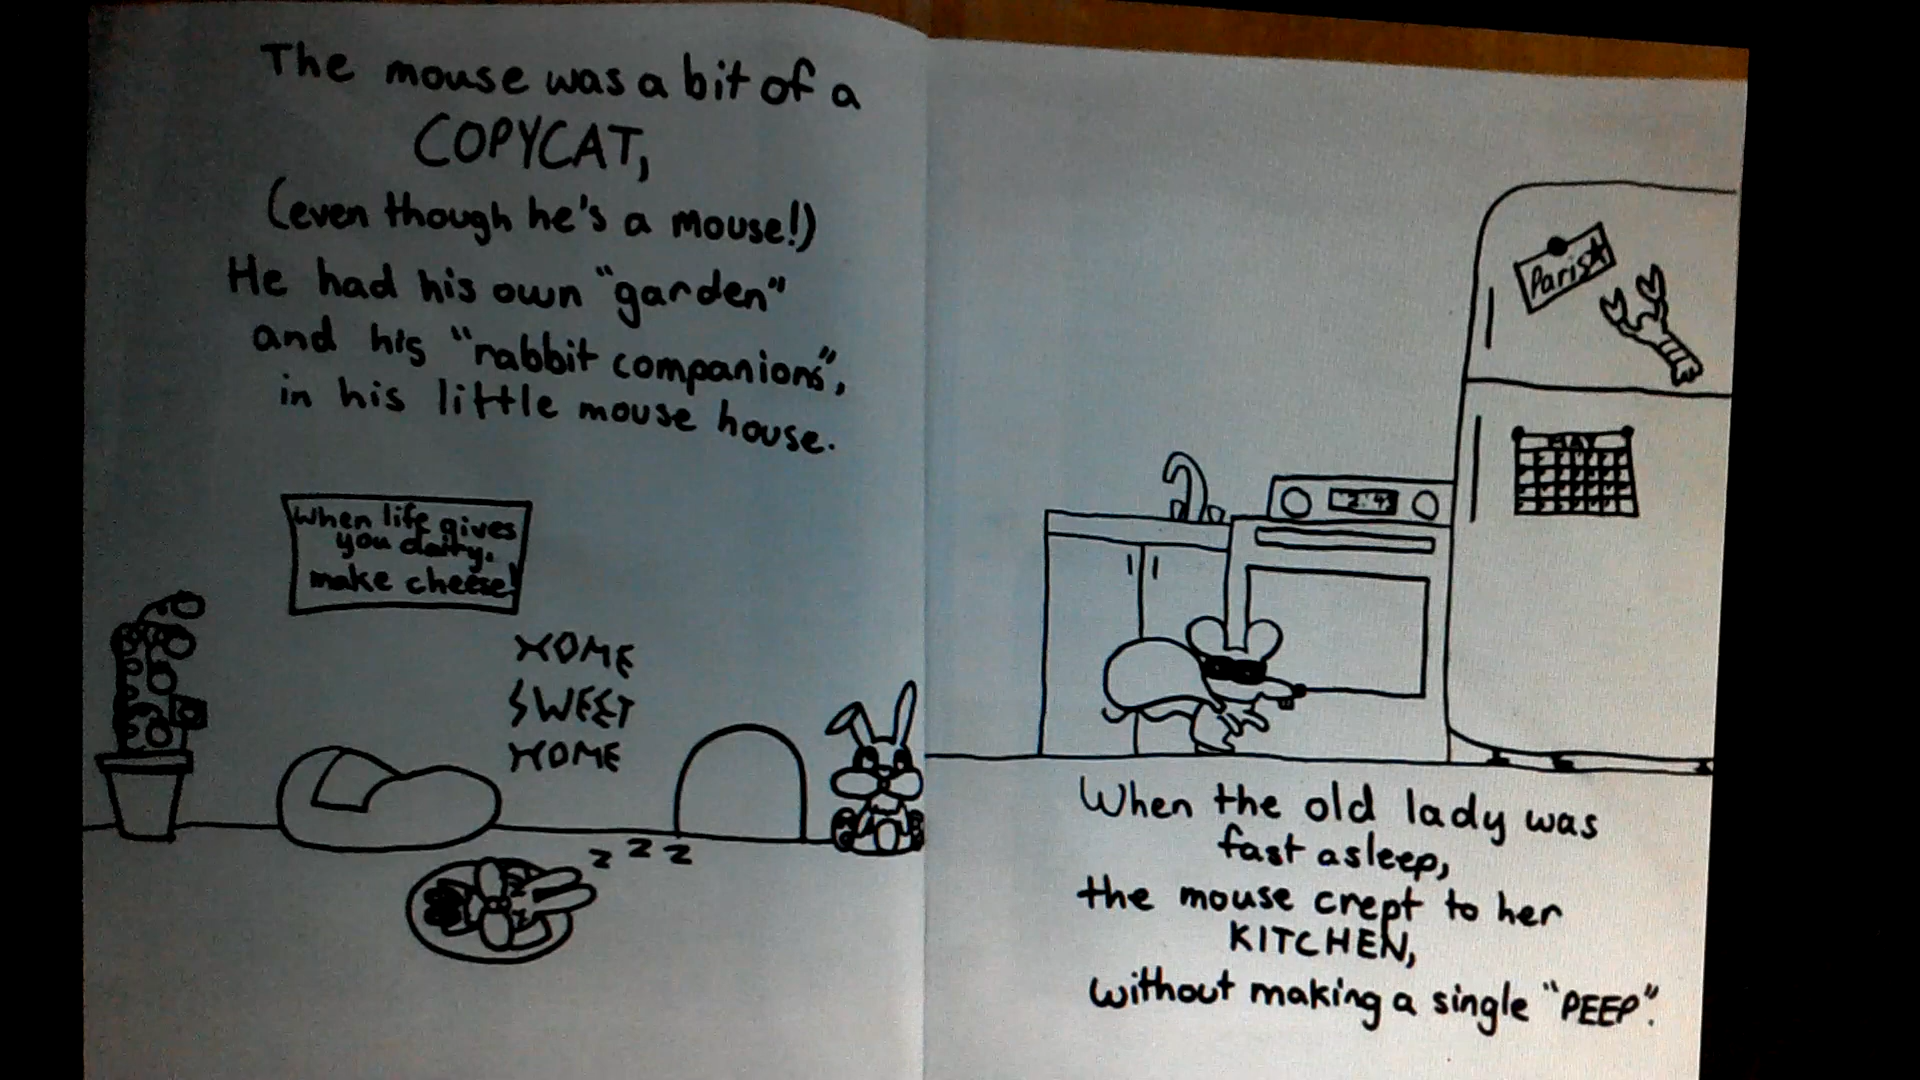 The mouse was a bit of a
COPYCAT,
(even though he's a mouse!)
He had his own "garden"
and his "rabbit companions",
in his little mouse house.
When life gives
you dairy,
make cheese!
HOME
SWEET
HOME
z z z
Paris
MAY
When the old lady was
fast asleep,
the mouse crept to her
KITCHEN,
without making a single "PEEP".